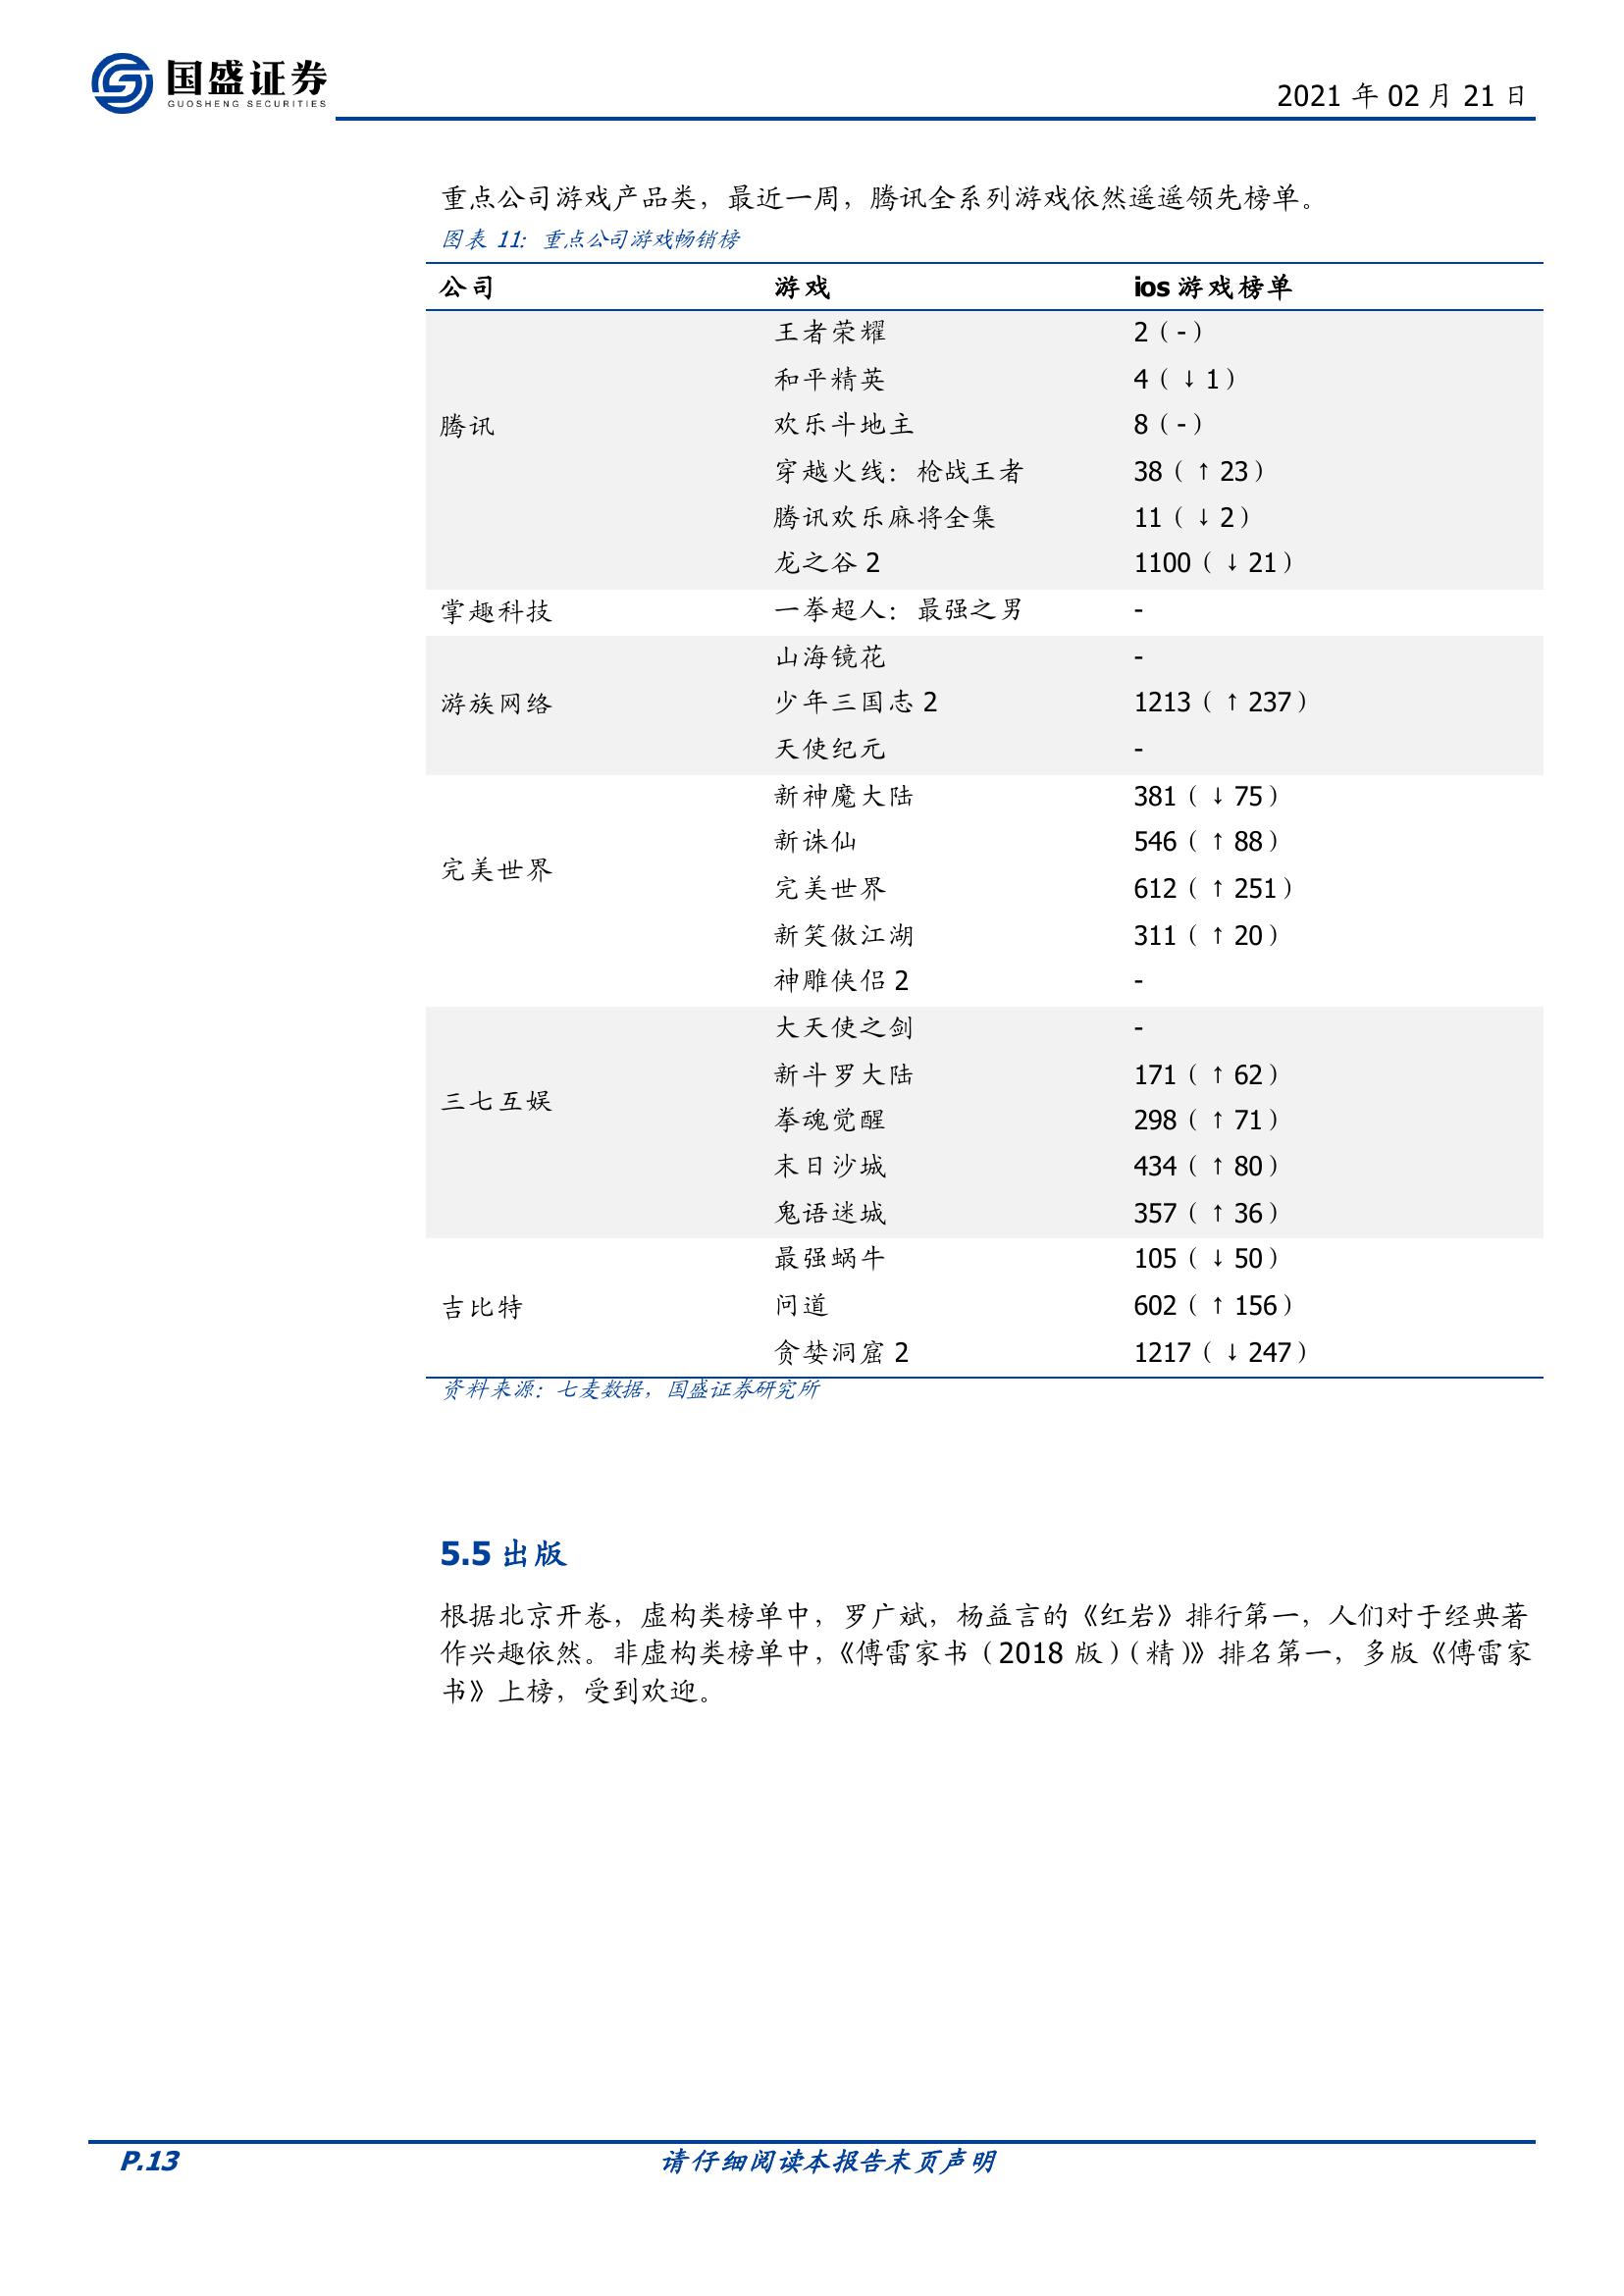 国盛证券
GUOSHENG SECURITIES
2021 年 02 月 21 日
重点公司游戏产品类，最近一周，腾讯全系列游戏依然遥遥领先榜单。
图表 11：重点公司游戏畅销榜
公司 游戏 ios 游戏榜单
王者荣耀 2（-）
和平精英 4（↓1）
腾讯 欢乐斗地主 8（-）
穿越火线：枪战王者 38（↑23）
腾讯欢乐麻将全集 11（↓2）
龙之谷 2 1100（↓21）
掌趣科技 一拳超人：最强之男 -
山海镜花 -
游族网络 少年三国志 2 1213（↑237）
天使纪元 -
新神魔大陆 381（↓75）
新诛仙 546（↑88）
完美世界 完美世界 612（↑251）
新笑傲江湖 311（↑20）
神雕侠侣 2 -
大天使之剑 -
新斗罗大陆 171（↑62）
三七互娱 拳魂觉醒 298（↑71）
末日沙城 434（↑80）
鬼语迷城 357（↑36）
最强蜗牛 105（↓50）
吉比特 问道 602（↑156）
贪婪洞窟 2 1217（↓247）
资料来源：七麦数据，国盛证券研究所
5.5 出版
根据北京开卷，虚构类榜单中，罗广斌，杨益言的《红岩》排行第一，人们对于经典著
作兴趣依然。非虚构类榜单中，《傅雷家书（2018 版）（精）》排名第一，多版《傅雷家
书》上榜，受到欢迎。
P.13 请仔细阅读本报告末页声明